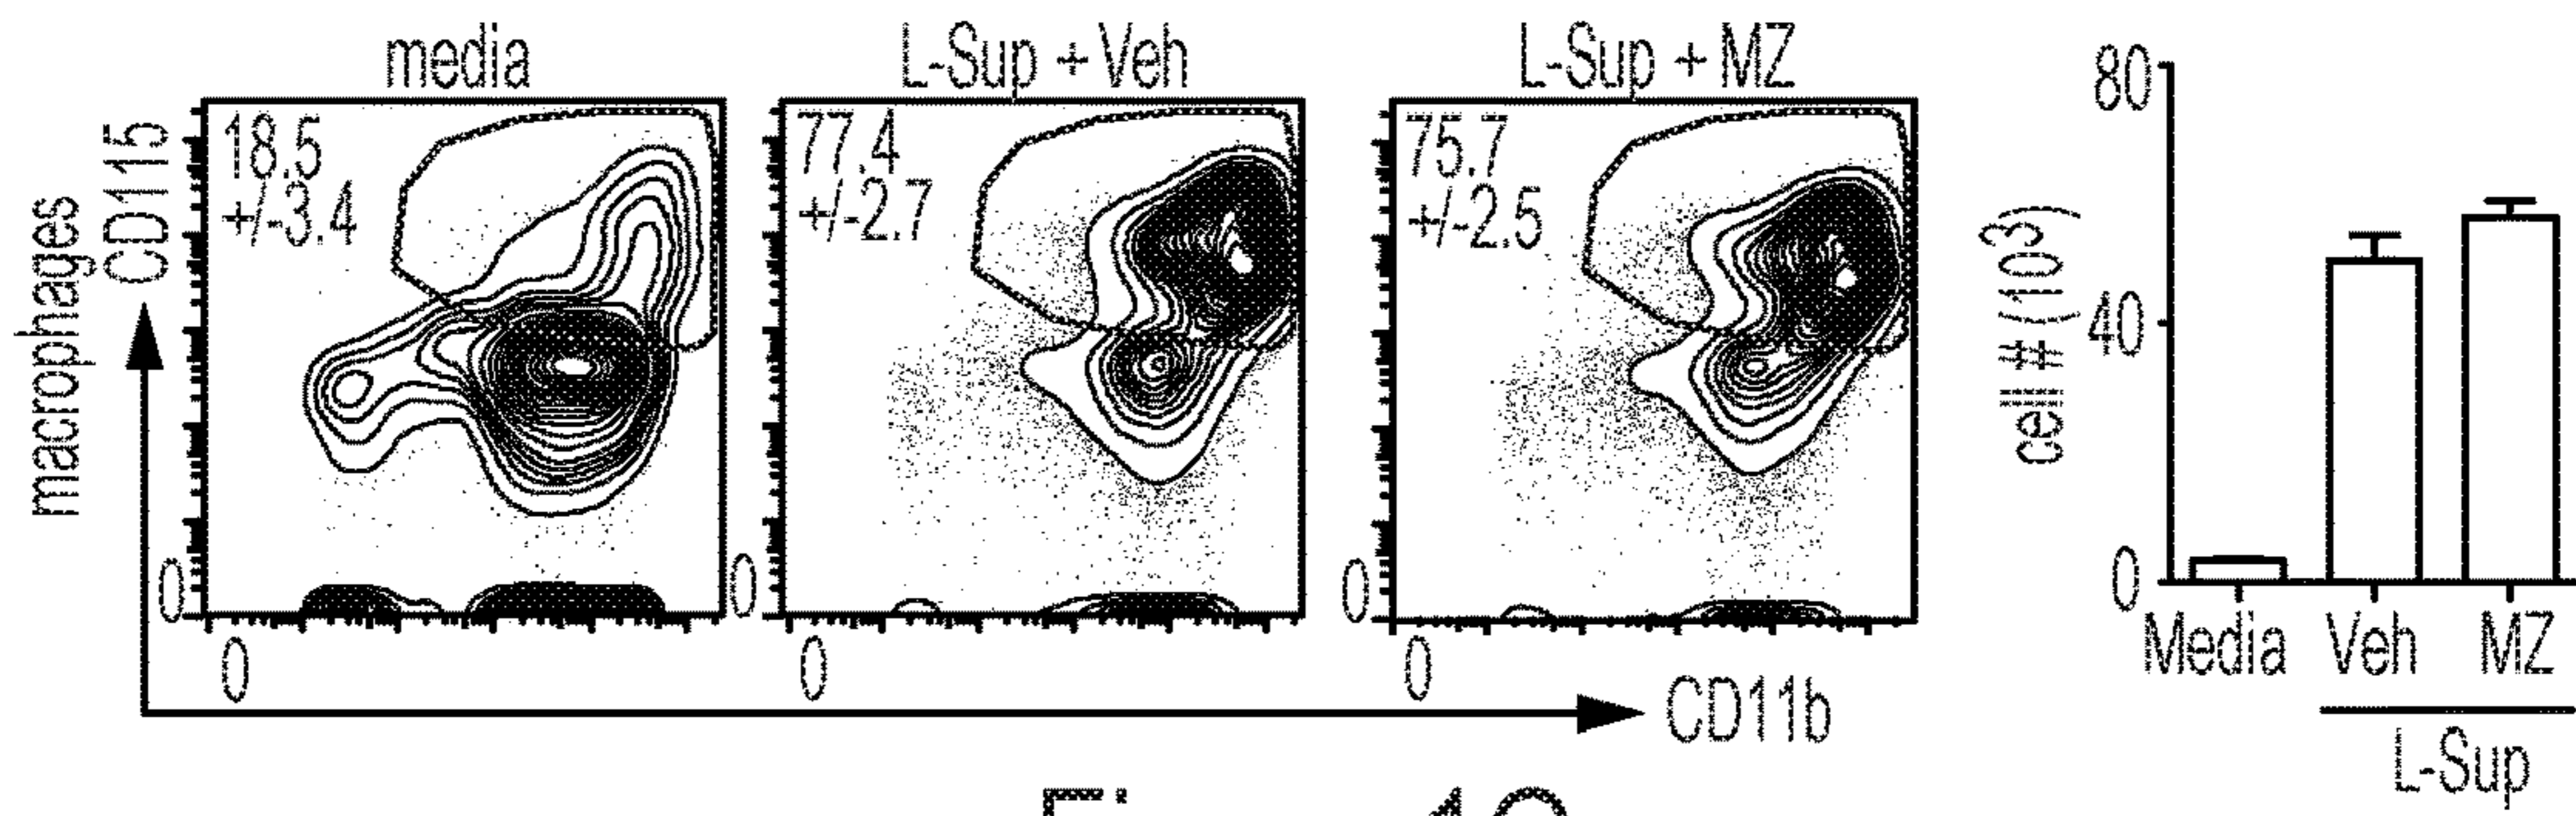 media
L-Sup + Veh
L-Sup + MZ
macrophages
CD115
18.5
+/-3.4
77.4
+/-2.7
75.7
+/-2.5
0
0
0
0
0
0
CD11b
cell # (103)
80
40
0
Media
Veh
MZ
L-Sup